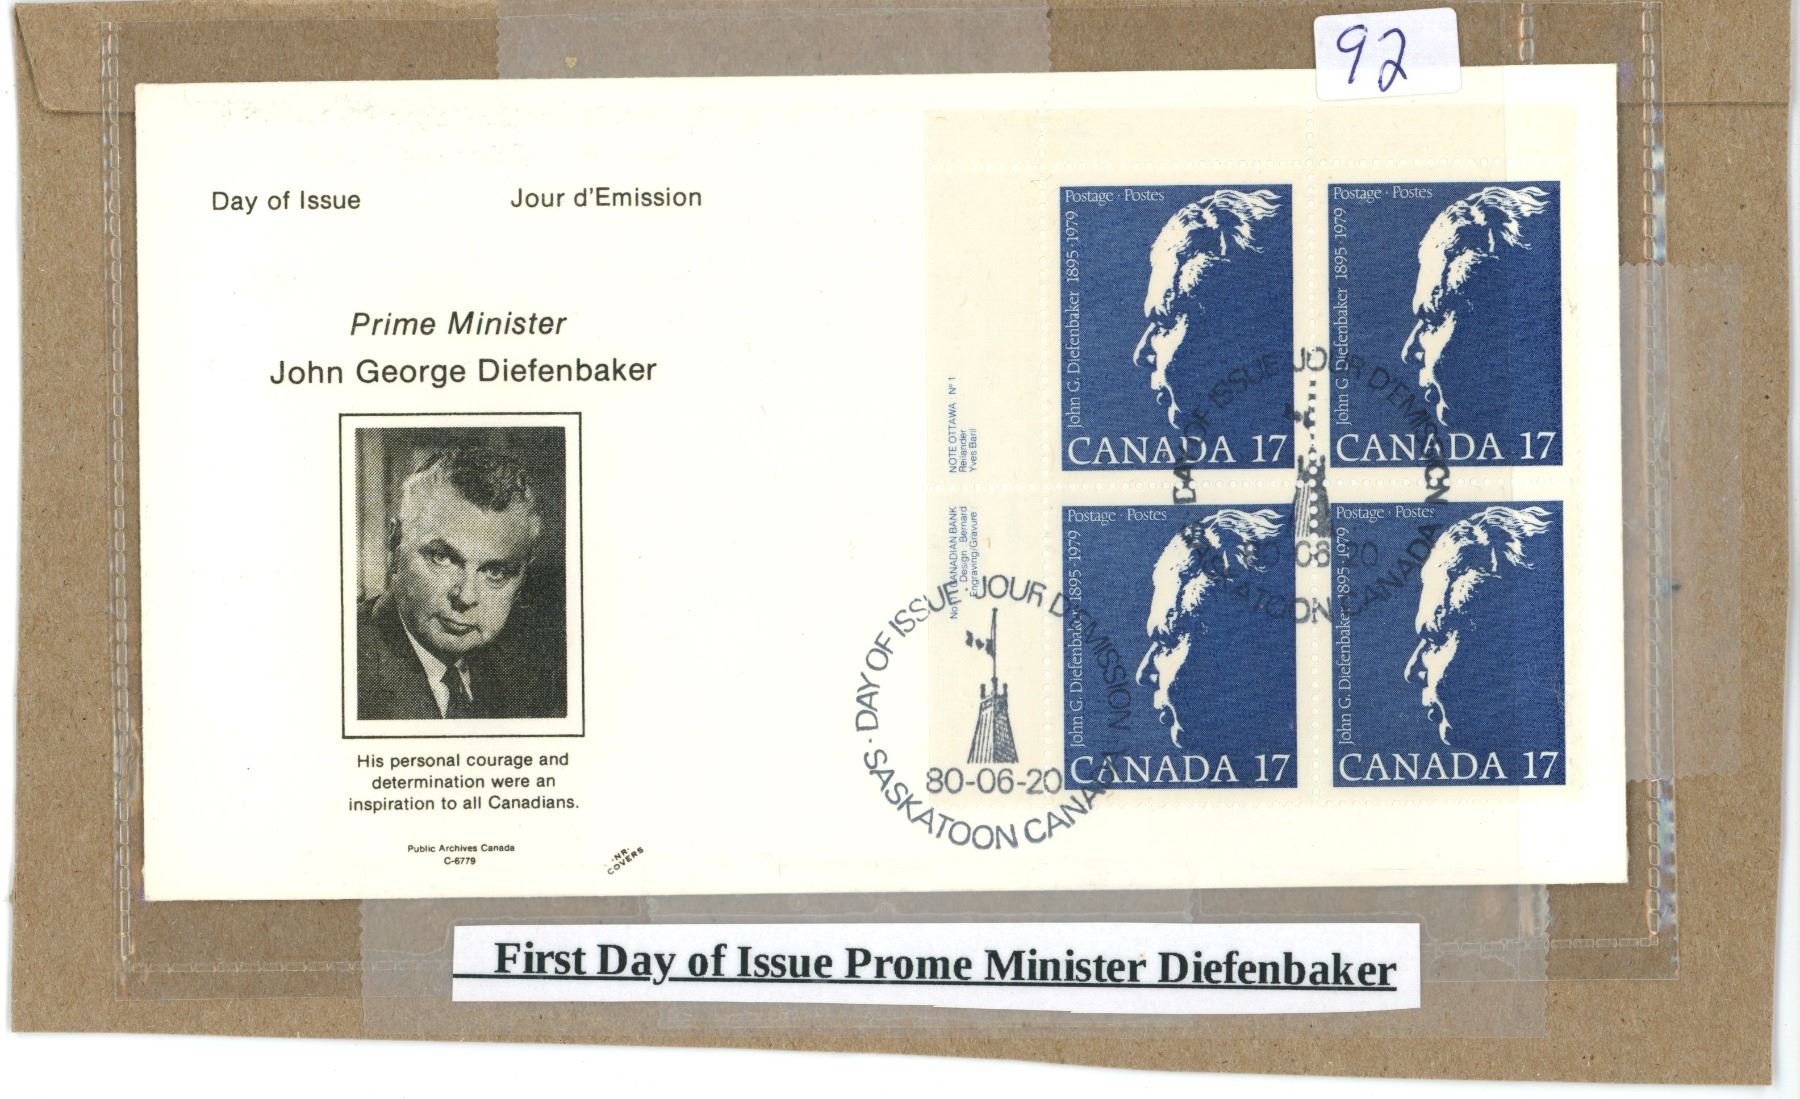 92
Day of Issue
Jour d'Emission
Prime Minister
John George Diefenbaker
His personal courage and
determination were an
inspiration to all Canadians.
Public Archives Canada
C-6779
·NR·
COVERS
Postage · Postes
John G. Diefenbaker 1895·1979
CANADA 17
Postage · Postes
John G. Diefenbaker 1895·1979
CANADA 17
NOTE OTTAWA Nº 1
Reilander
Yves Baril
CANADIAN BANK
Design Bernard
Engraving/Gravure
Postage · Postes
John G. Diefenbaker 1895·1979
CANADA 17
Postage · Postes
John G. Diefenbaker 1895·1979
CANADA 17
DAY OF ISSUE JOUR D'EMISSION
80-06-20
SASKATOON CANADA
· DAY OF ISSUE · JOUR D'EMISSION
80-06-20
SASKATOON CANADA
First Day of Issue Prome Minister Diefenbaker